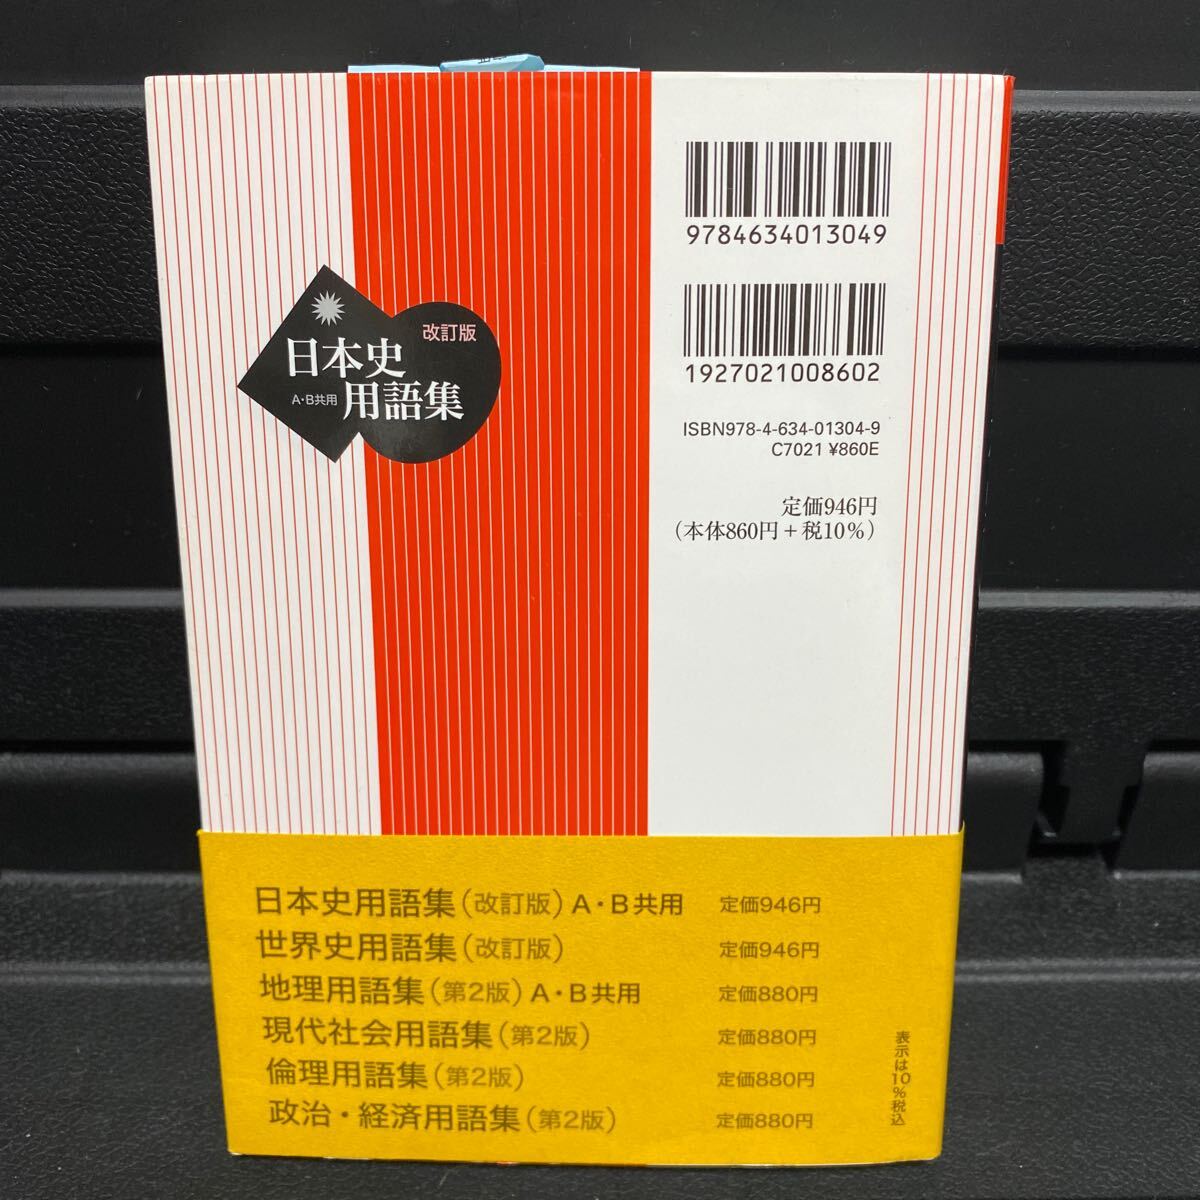 9784634013049
1927021008602
ISBN978-4-634-01304-9
C7021 ¥860E
定価946円
(本体860円+税10%)
改訂版
日本史
A・B共用 用語集
日本史用語集(改訂版) A・B共用 定価946円
世界史用語集(改訂版) 定価946円
地理用語集(第2版) A・B共用 定価880円
現代社会用語集(第2版) 定価880円
倫理用語集(第2版) 定価880円
政治・経済用語集(第2版) 定価880円
表示は10%税込